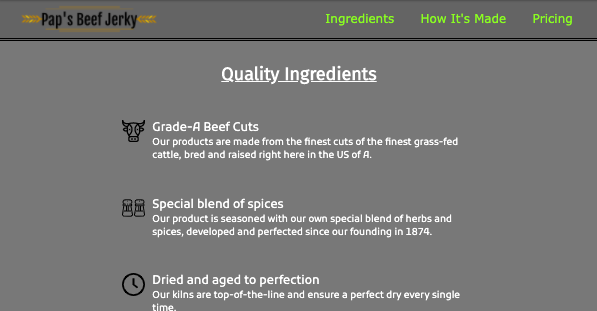 Pap's Beef Jerky
Ingredients
How It's Made
Pricing
Quality Ingredients
Grade-A Beef Cuts
Our products are made from the finest cuts of the finest grass-fed
cattle, bred and raised right here in the US of A.
Special blend of spices
Our product is seasoned with our own special blend of herbs and
spices, developed and perfected since our founding in 1874.
Dried and aged to perfection
Our kilns are top-of-the-line and ensure a perfect dry every single
time.